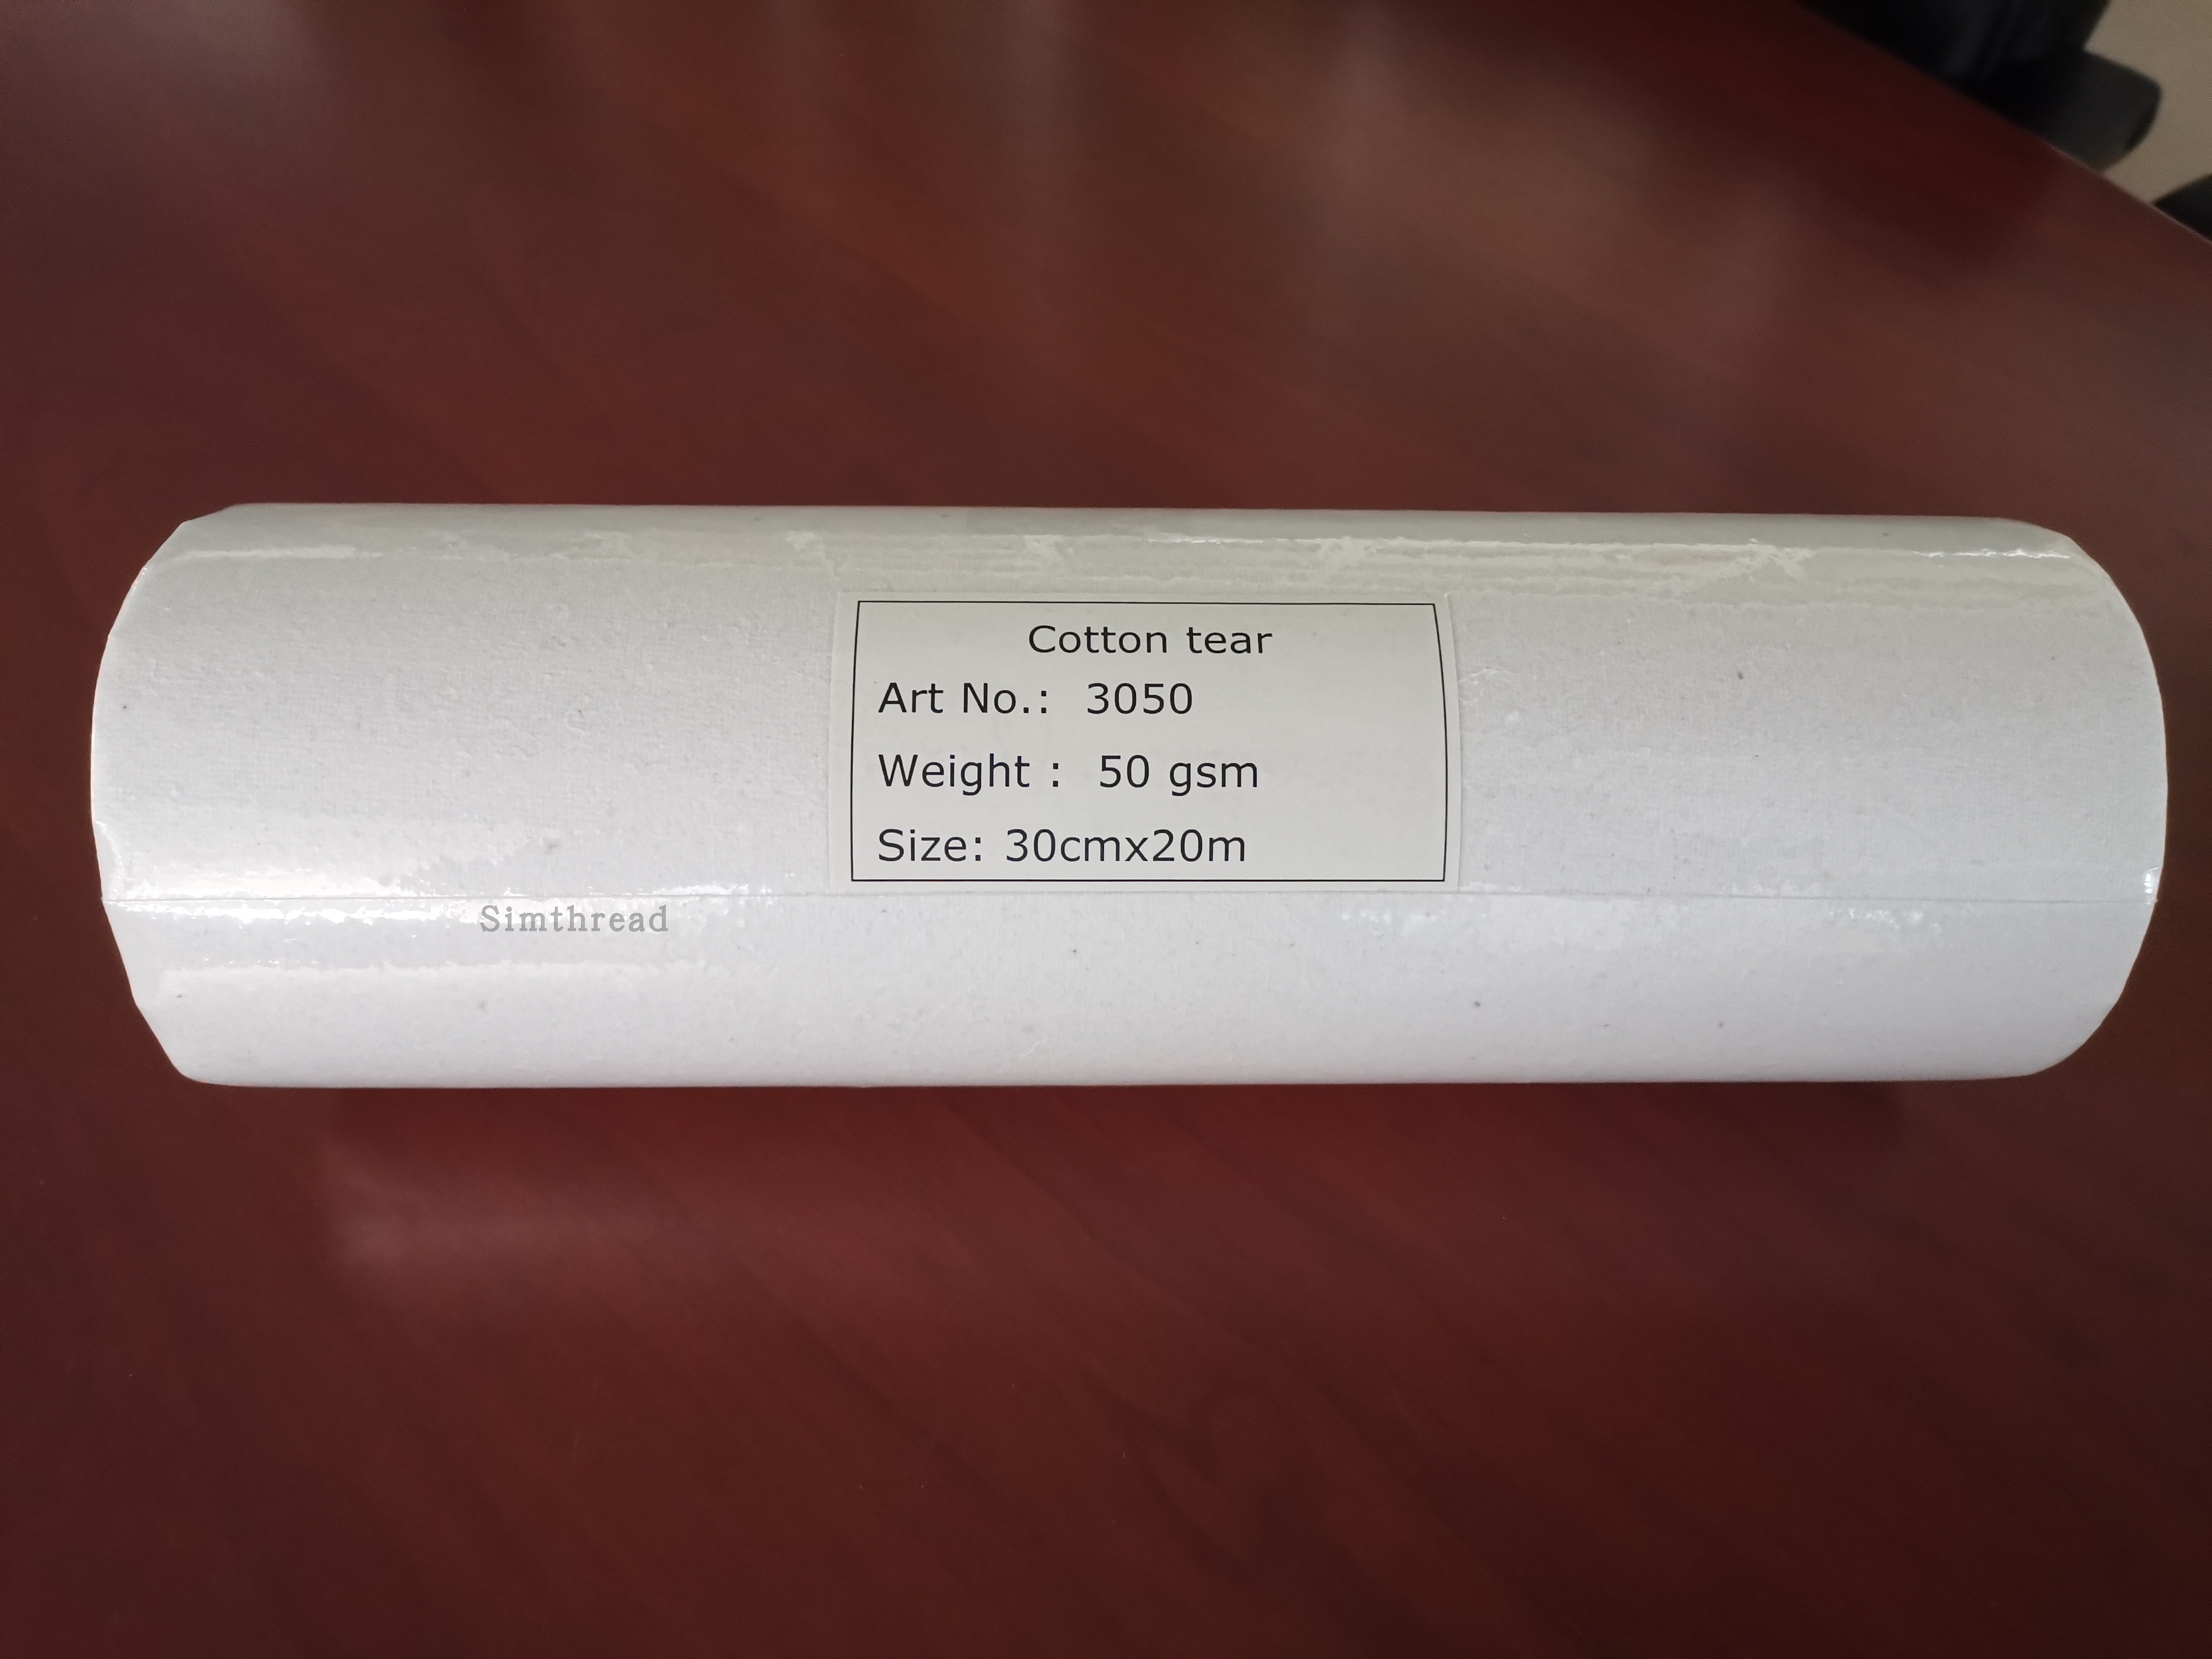 Cotton tear
Art No.: 3050
Weight : 50 gsm
Size: 30cmx20m
Simthread